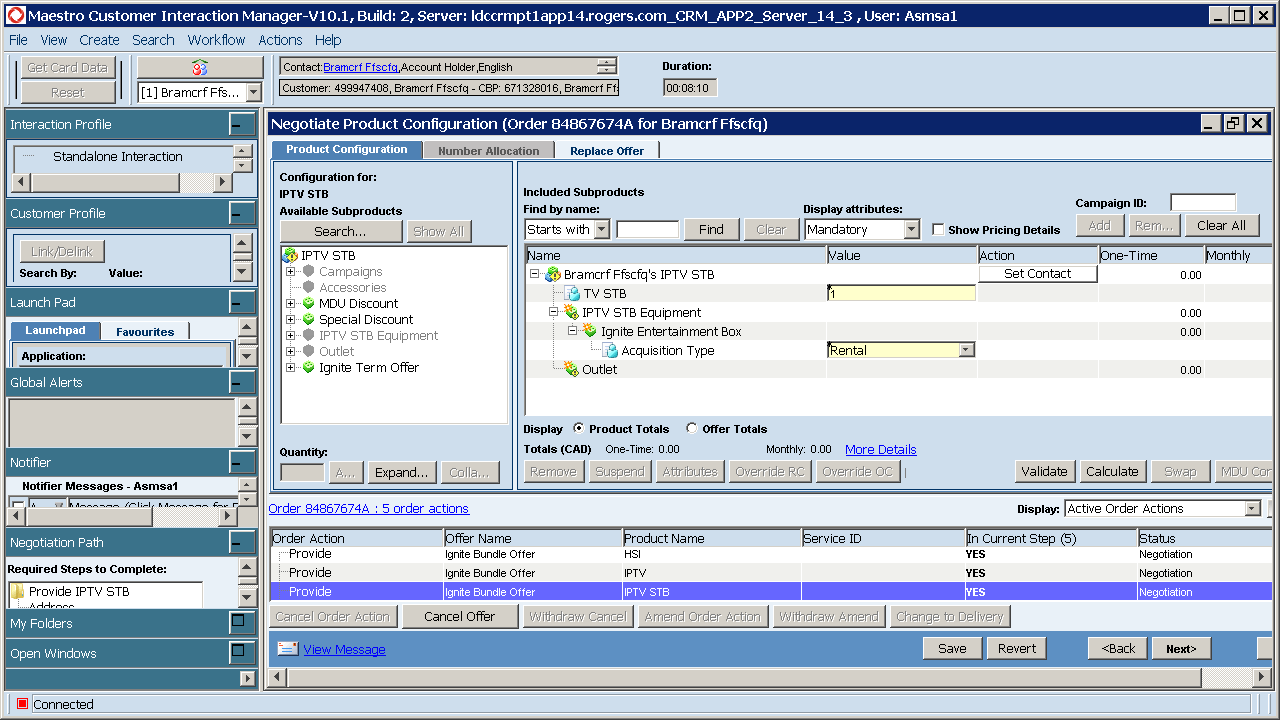 Maestro Customer Interaction Manager-V10.1, Build: 2, Server: ldccrmpt1app14.rogers.com_CRM_APP2_Server_14_3 , User: Asmsa1
File View Create Search Workflow Actions Help
Get Card Data
Reset
[1] Bramcrf Ffs...
Contact:Bramcrf Ffscfq,Account Holder,English
Customer: 499947408, Bramcrf Ffscfq - CBP: 671328016, Bramcrf Ff
Duration:
00:08:10
Interaction Profile
Standalone Interaction
Customer Profile
Link/Delink
Search By: Value:
Launch Pad
Launchpad Favourites
Application:
Global Alerts
Notifier
Notifier Messages - Asmsa1
Negotiation Path
Required Steps to Complete:
Provide IPTV STB
Address
My Folders
Open Windows
Negotiate Product Configuration (Order 84867674A for Bramcrf Ffscfq)
Product Configuration Number Allocation Replace Offer
Configuration for:
IPTV STB
Available Subproducts
Search... Show All
IPTV STB
Campaigns
Accessories
MDU Discount
Special Discount
IPTV STB Equipment
Outlet
Ignite Term Offer
Quantity:
A... Expand... Colla...
Included Subproducts
Find by name: Display attributes: Campaign ID:
Starts with Find Clear Mandatory Show Pricing Details Add Rem... Clear All
Name Value Action One-Time Monthly
Bramcrf Ffscfq's IPTV STB Set Contact 0.00
TV STB 1
IPTV STB Equipment 0.00
Ignite Entertainment Box 0.00
Acquisition Type Rental
Outlet 0.00
Display Product Totals Offer Totals
Totals (CAD) One-Time: 0.00 Monthly: 0.00 More Details
Remove Suspend Attributes Override RC Override OC Validate Calculate Swap MDU Cor
Order 84867674A : 5 order actions
Display: Active Order Actions
Order Action Offer Name Product Name Service ID In Current Step (5) Status
Provide Ignite Bundle Offer HSI YES Negotiation
Provide Ignite Bundle Offer IPTV YES Negotiation
Provide Ignite Bundle Offer IPTV STB YES Negotiation
Cancel Order Action Cancel Offer Withdraw Cancel Amend Order Action Withdraw Amend Change to Delivery
View Message Save Revert <Back Next>
Connected